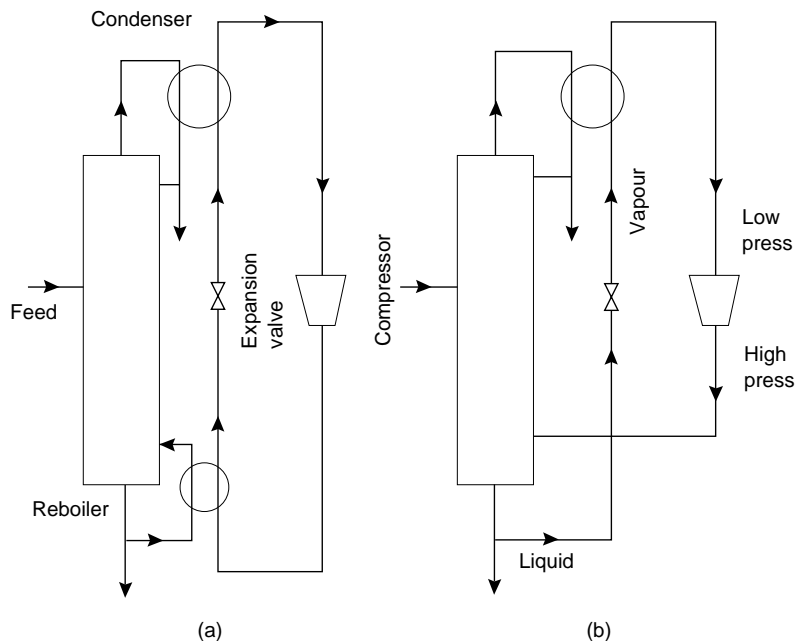 Condenser
Feed
Expansion
valve
Reboiler
(a)
Compressor
Vapour
Low
press
High
press
Liquid
(b)